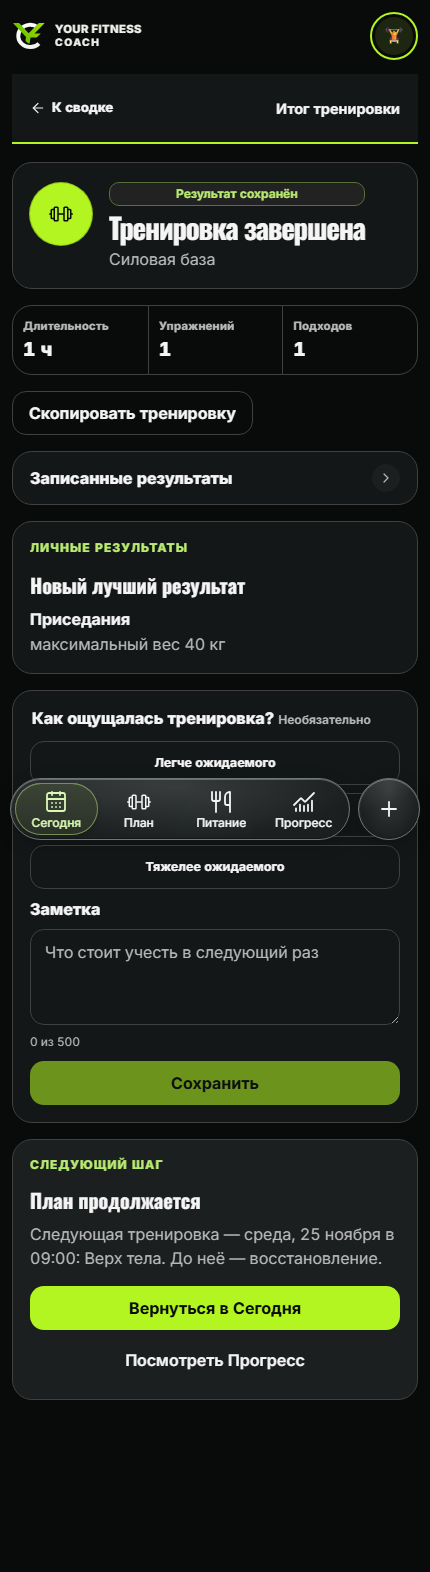 YOUR FITNESS
COACH
К сводке
Итог тренировки
Результат сохранён
Тренировка завершена
Силовая база
Длительность
1 ч
Упражнений
1
Подходов
1
Скопировать тренировку
Записанные результаты
ЛИЧНЫЕ РЕЗУЛЬТАТЫ
Новый лучший результат
Приседания
максимальный вес 40 кг
Как ощущалась тренировка? Необязательно
Легче ожидаемого
Сегодня
План
Питание
Прогресс
Тяжелее ожидаемого
Заметка
Что стоит учесть в следующий раз
0 из 500
Сохранить
СЛЕДУЮЩИЙ ШАГ
План продолжается
Следующая тренировка — среда, 25 ноября в
09:00: Верх тела. До неё — восстановление.
Вернуться в Сегодня
Посмотреть Прогресс